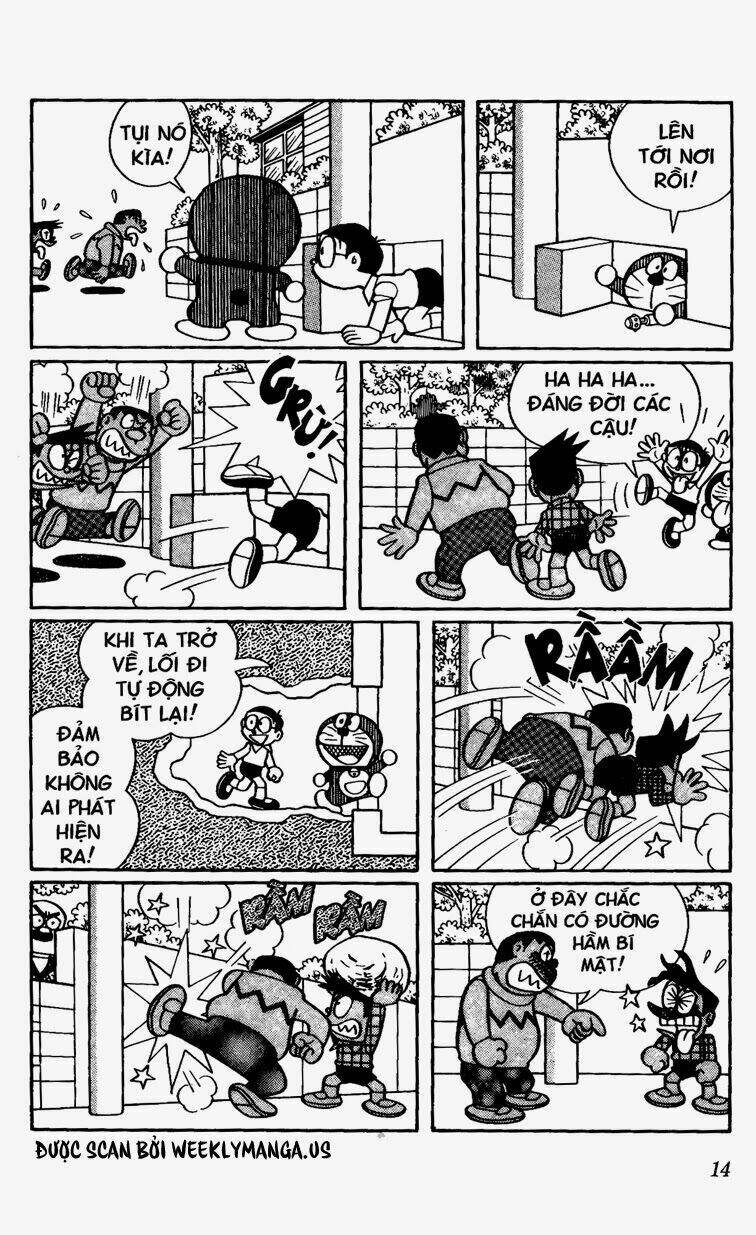 LÊN
TỚI NƠI
RỒI!
TỤI NÓ
KÌA!
HA HA HA...
ĐÁNG ĐỜI CÁC
CẬU!
GRỪ!
RẦẦM
KHI TA TRỞ
VỀ, LỐI ĐI
TỰ ĐỘNG
BÍT LẠI!
ĐẢM
BẢO
KHÔNG
AI PHÁT
HIỆN
RA!
Ở ĐÂY CHẮC
CHẮN CÓ ĐƯỜNG
HẦM BÍ
MẬT!
RẦM
RẦM
ĐƯỢC SCAN BỞI WEEKLYMANGA.US
14